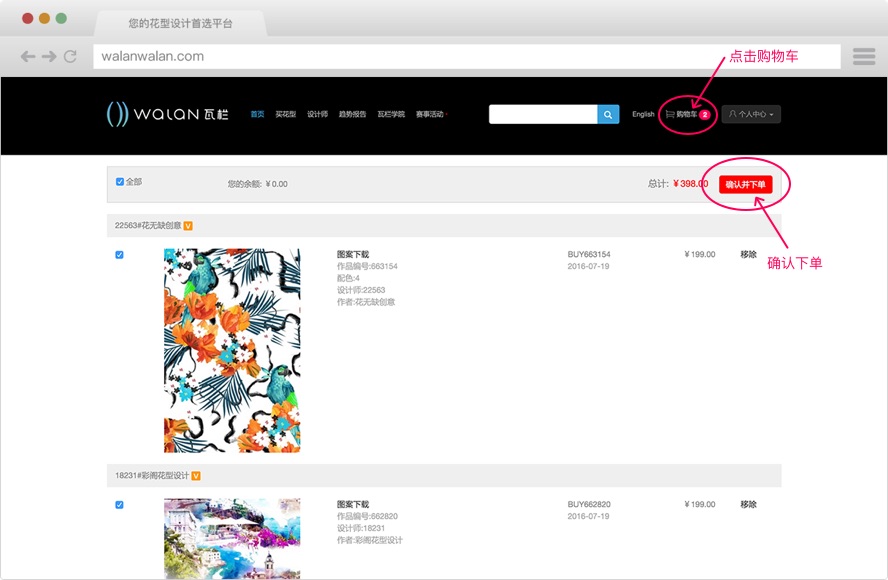 您的花型设计首选平台
walanwalan.com
点击购物车
WALAN 瓦栏
首页 买花型 设计师 趋势报告 瓦栏学院 赛事活动
English 购物车 2 个人中心
全部 您的余额: ¥0.00 总计: ¥398.00 确认并下单
22563#花无缺创意 V
确认下单
图案下载 BUY663154 ¥199.00 移除
作品编号:663154 2016-07-19
配色:4
设计师:22563
作者:花无缺创意
18231#彩阁花型设计 V
图案下载 BUY662820 ¥199.00 移除
作品编号:662820 2016-07-19
设计师:18231
作者:彩阁花型设计